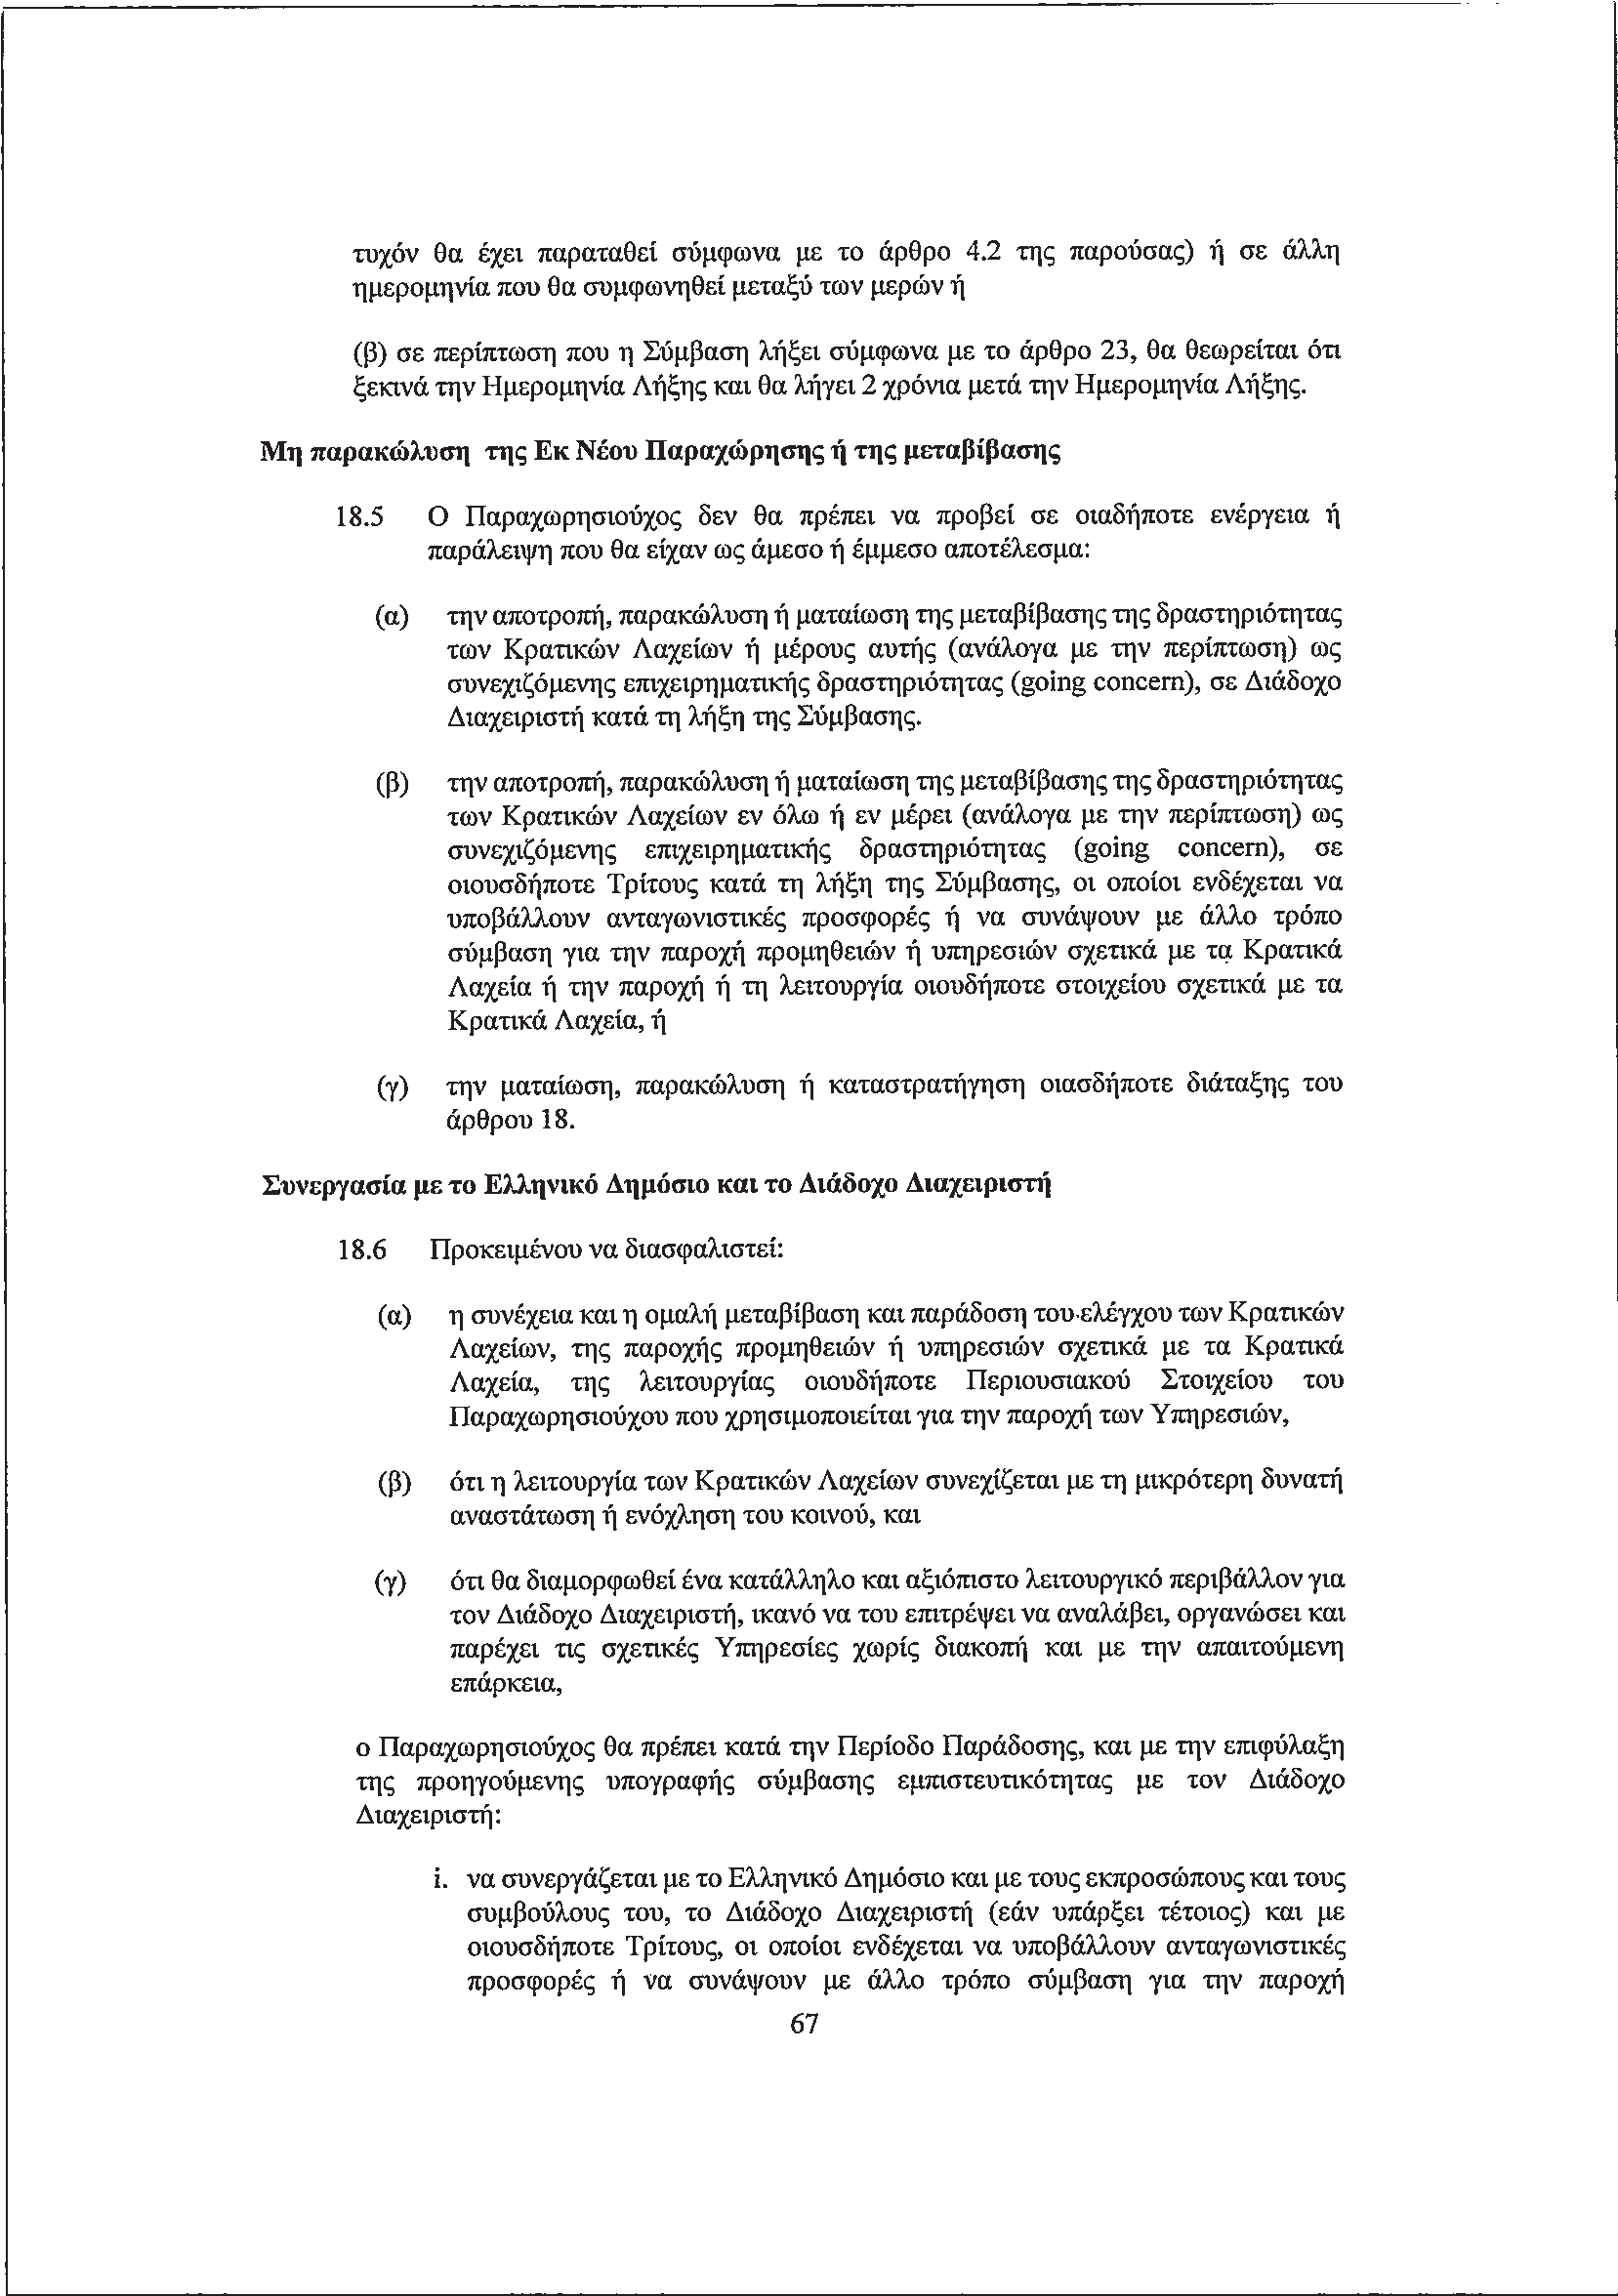 τυχόν θα έχει παραταθεί σύμφωνα με το άρθρο 4.2 της παρούσας) ή σε άλλη
ημερομηνία που θα συμφωνηθεί μεταξύ των μερών ή
(β) σε περίπτωση που η Σύμβαση λήξει σύμφωνα με το άρθρο 23, θα θεωρείται ότι
ξεκινά την Ημερομηνία Λήξης και θα λήγει 2 χρόνια μετά την Ημερομηνία Λήξης.
Μη παρακώλυση της Εκ Νέου Παραχώρησης ή της μεταβίβασης
18.5 Ο Παραχωρησιούχος δεν θα πρέπει να προβεί σε οιαδήποτε ενέργεια ή
παράλειψη που θα είχαν ως άμεσο ή έμμεσο αποτέλεσμα:
(α) την αποτροπή, παρακώλυση ή ματαίωση της μεταβίβασης της δραστηριότητας
των Κρατικών Λαχείων ή μέρους αυτής (ανάλογα με την περίπτωση) ως
συνεχιζόμενης επιχειρηματικής δραστηριότητας (going concern), σε Διάδοχο
Διαχειριστή κατά τη λήξη της Σύμβασης.
(β) την αποτροπή, παρακώλυση ή ματαίωση της μεταβίβασης της δραστηριότητας
των Κρατικών Λαχείων εν όλω ή εν μέρει (ανάλογα με την περίπτωση) ως
συνεχιζόμενης επιχειρηματικής δραστηριότητας (going concern), σε
οιουσδήποτε Τρίτους κατά τη λήξη της Σύμβασης, οι οποίοι ενδέχεται να
υποβάλλουν ανταγωνιστικές προσφορές ή να συνάψουν με άλλο τρόπο
σύμβαση για την παροχή προμηθειών ή υπηρεσιών σχετικά με τα Κρατικά
Λαχεία ή την παροχή ή τη λειτουργία οιουδήποτε στοιχείου σχετικά με τα
Κρατικά Λαχεία, ή
(γ) την ματαίωση, παρακώλυση ή καταστρατήγηση οιασδήποτε διάταξης του
άρθρου 18.
Συνεργασία με το Ελληνικό Δημόσιο και το Διάδοχο Διαχειριστή
18.6 Προκειμένου να διασφαλιστεί:
(α) η συνέχεια και η ομαλή μεταβίβαση και παράδοση του ελέγχου των Κρατικών
Λαχείων, της παροχής προμηθειών ή υπηρεσιών σχετικά με τα Κρατικά
Λαχεία, της λειτουργίας οιουδήποτε Περιουσιακού Στοιχείου του
Παραχωρησιούχου που χρησιμοποιείται για την παροχή των Υπηρεσιών,
(β) ότι η λειτουργία των Κρατικών Λαχείων συνεχίζεται με τη μικρότερη δυνατή
αναστάτωση ή ενόχληση του κοινού, και
(γ) ότι θα διαμορφωθεί ένα κατάλληλο και αξιόπιστο λειτουργικό περιβάλλον για
τον Διάδοχο Διαχειριστή, ικανό να του επιτρέψει να αναλάβει, οργανώσει και
παρέχει τις σχετικές Υπηρεσίες χωρίς διακοπή και με την απαιτούμενη
επάρκεια,
ο Παραχωρησιούχος θα πρέπει κατά την Περίοδο Παράδοσης, και με την επιφύλαξη
της προηγούμενης υπογραφής σύμβασης εμπιστευτικότητας με τον Διάδοχο
Διαχειριστή:
i. να συνεργάζεται με το Ελληνικό Δημόσιο και με τους εκπροσώπους και τους
συμβούλους του, το Διάδοχο Διαχειριστή (εάν υπάρξει τέτοιος) και με
οιουσδήποτε Τρίτους, οι οποίοι ενδέχεται να υποβάλλουν ανταγωνιστικές
προσφορές ή να συνάψουν με άλλο τρόπο σύμβαση για την παροχή
67